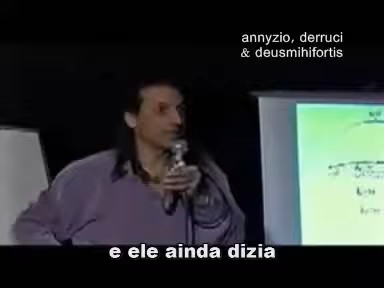 annyzio, derruci
& deusmihifortis
e ele ainda dizia